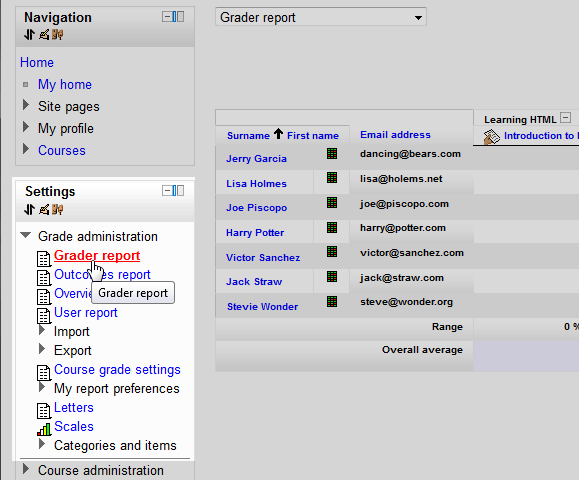 Navigation
Home
My home
Site pages
My profile
Courses
Settings
Grade administration
Grader report
Outcomes report
Overvie
Grader report
User report
Import
Export
Course grade settings
My report preferences
Letters
Scales
Categories and items
Course administration
Grader report
Learning HTML
Surname First name Email address Introduction to
Jerry Garcia dancing@bears.com
Lisa Holmes lisa@holems.net
Joe Piscopo joe@piscopo.com
Harry Potter harry@potter.com
Victor Sanchez victor@sanchez.com
Jack Straw jack@straw.com
Stevie Wonder steve@wonder.org
Range 0 %
Overall average